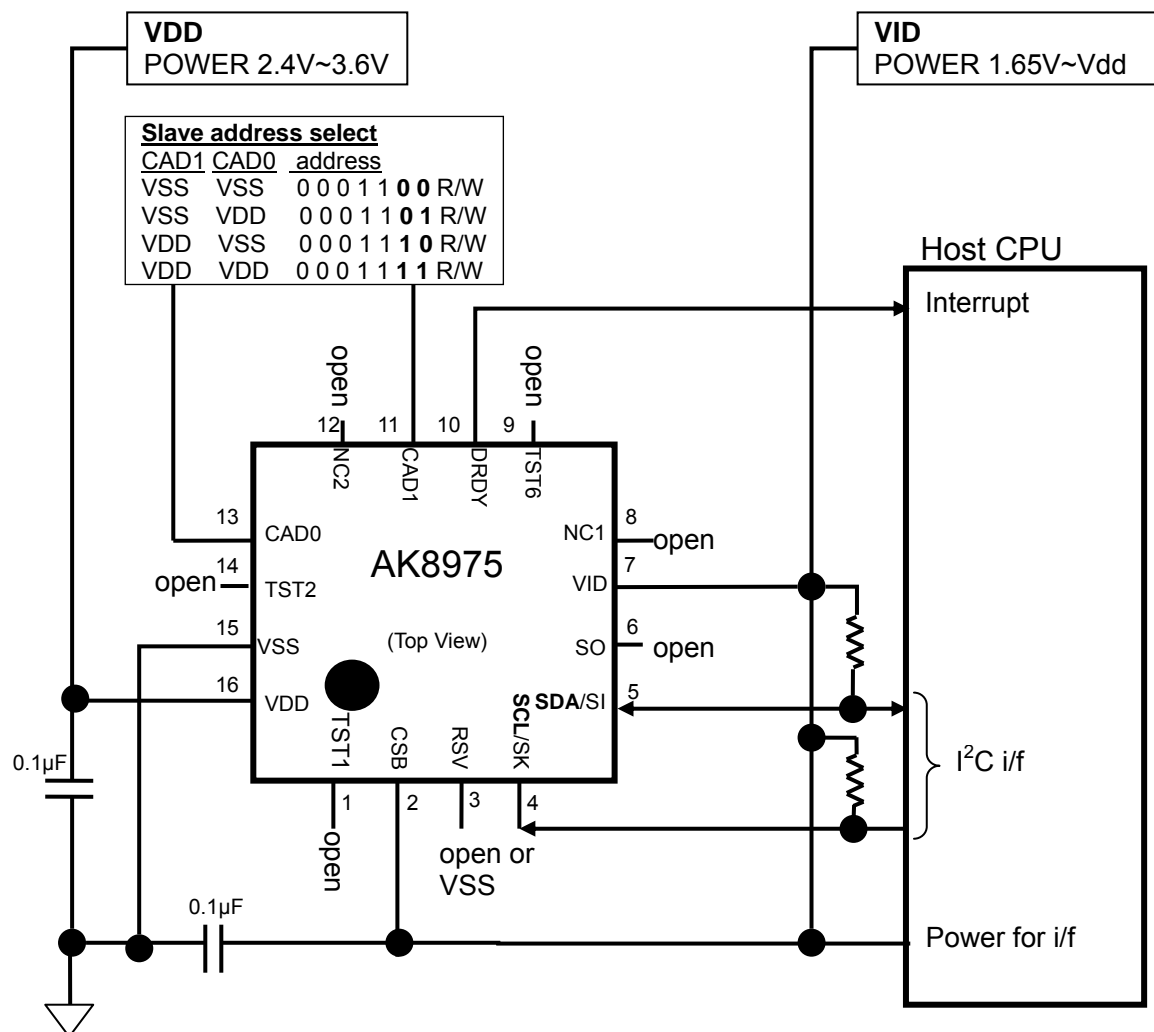 VDD
POWER 2.4V~3.6V
VID
POWER 1.65V~Vdd
Slave address select
CAD1 CAD0 address
VSS VSS 0 0 0 1 1 0 0 R/W
VSS VDD 0 0 0 1 1 0 1 R/W
VDD VSS 0 0 0 1 1 1 0 R/W
VDD VDD 0 0 0 1 1 1 1 R/W
Host CPU
Interrupt
open
open
12
11
10
9
NC2
CAD1
DRDY
TST6
13
CAD0
NC1
8
open
14
open
TST2
AK8975
VID
7
15
VSS
(Top View)
SO
6
open
16
VDD
SDA/SI
5
TST1
CSB
RSV
SCL/SK
I²C i/f
0.1µF
1
2
3
4
open
open or
VSS
0.1µF
Power for i/f